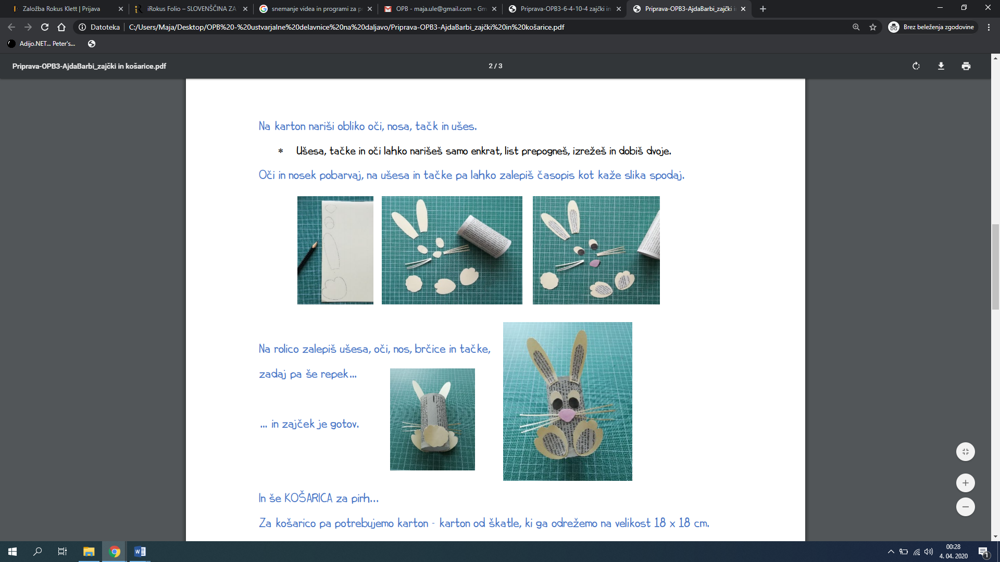 Založba Rokus Klett | Prijava
iRokus Folio – SLOVENŠČINA ZA
snemanje videa in programi za p
OPB - maja.ule@gmail.com - Gm
Priprava-OPB3-6-4-10-4 zajčki in
Priprava-OPB3-AjdaBarbi_zajčki i
Datoteka | C:/Users/Maja/Desktop/OPB%20-%20ustvarjalne%20delavnice%20na%20daljavo/Priprava-OPB3-AjdaBarbi_zajčki%20in%20košarice.pdf
Brez beleženja zgodovine
Adijo.NET... Peter's...
Priprava-OPB3-AjdaBarbi_zajčki in košarice.pdf
2 / 3
Na karton nariši obliko oči, nosa, tačk in ušes.
* Ušesa, tačke in oči lahko narišeš samo enkrat, list prepogneš, izrežeš in dobiš dvoje.
Oči in nosek pobarvaj, na ušesa in tačke pa lahko zalepiš časopis kot kaže slika spodaj.
Na rolico zalepiš ušesa, oči, nos, brčice in tačke,
zadaj pa še repek...
... in zajček je gotov.
In še KOŠARICA za pirh...
Za košarico pa potrebujemo karton - karton od škatle, ki ga odrežemo na velikost 18 x 18 cm.
00:28
4. 04. 2020
1